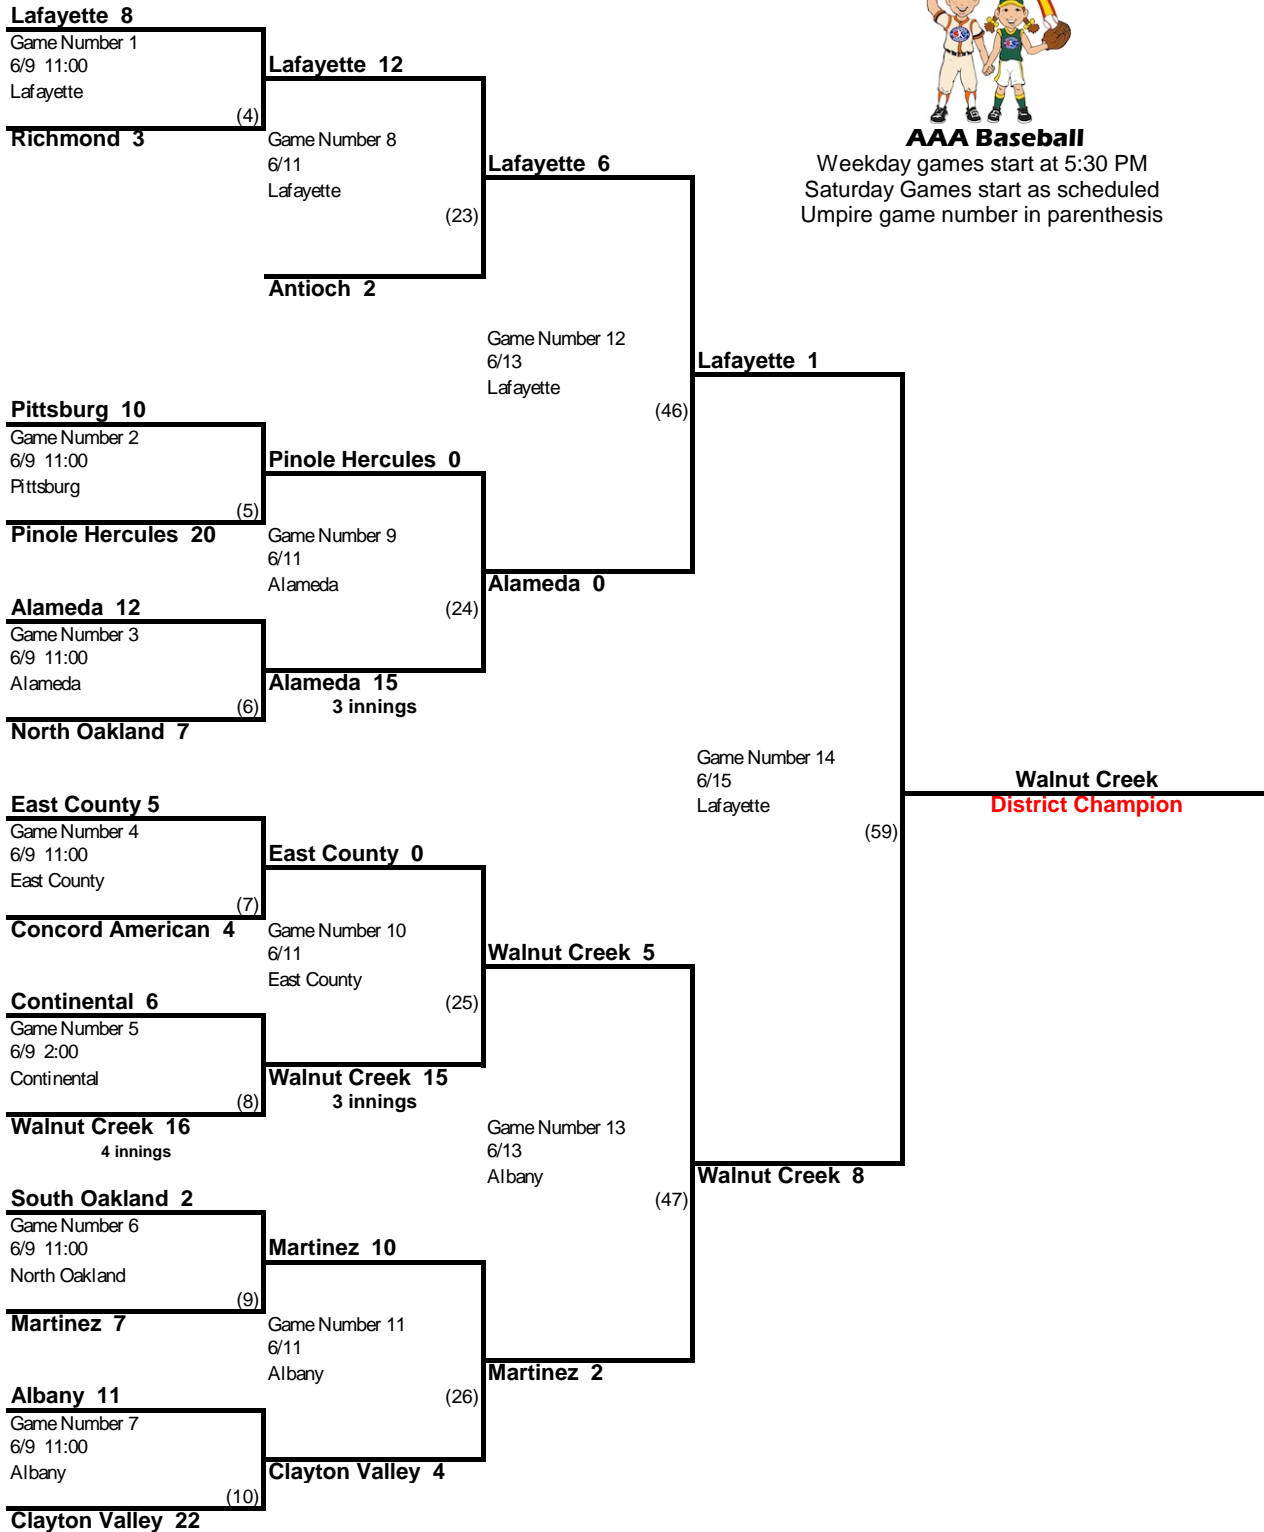 Lafayette 8
Game Number 1
6/9 11:00
Lafayette
(4)
Richmond 3
Lafayette 12
Game Number 8
6/11
Lafayette
(23)
Antioch 2
Lafayette 6
AAA Baseball
Weekday games start at 5:30 PM
Saturday Games start as scheduled
Umpire game number in parenthesis
Game Number 12
6/13
Lafayette
(46)
Lafayette 1
Pittsburg 10
Game Number 2
6/9 11:00
Pittsburg
(5)
Pinole Hercules 20
Pinole Hercules 0
Game Number 9
6/11
Alameda
(24)
Alameda 0
Alameda 12
Game Number 3
6/9 11:00
Alameda
(6)
North Oakland 7
Alameda 15
3 innings
Game Number 14
6/15
Lafayette
(59)
Walnut Creek
District Champion
East County 5
Game Number 4
6/9 11:00
East County
(7)
Concord American 4
East County 0
Game Number 10
6/11
East County
(25)
Walnut Creek 5
Continental 6
Game Number 5
6/9 2:00
Continental
(8)
Walnut Creek 16
4 innings
Walnut Creek 15
3 innings
Game Number 13
6/13
Albany
(47)
Walnut Creek 8
South Oakland 2
Game Number 6
6/9 11:00
North Oakland
(9)
Martinez 7
Martinez 10
Game Number 11
6/11
Albany
(26)
Martinez 2
Albany 11
Game Number 7
6/9 11:00
Albany
(10)
Clayton Valley 22
Clayton Valley 4